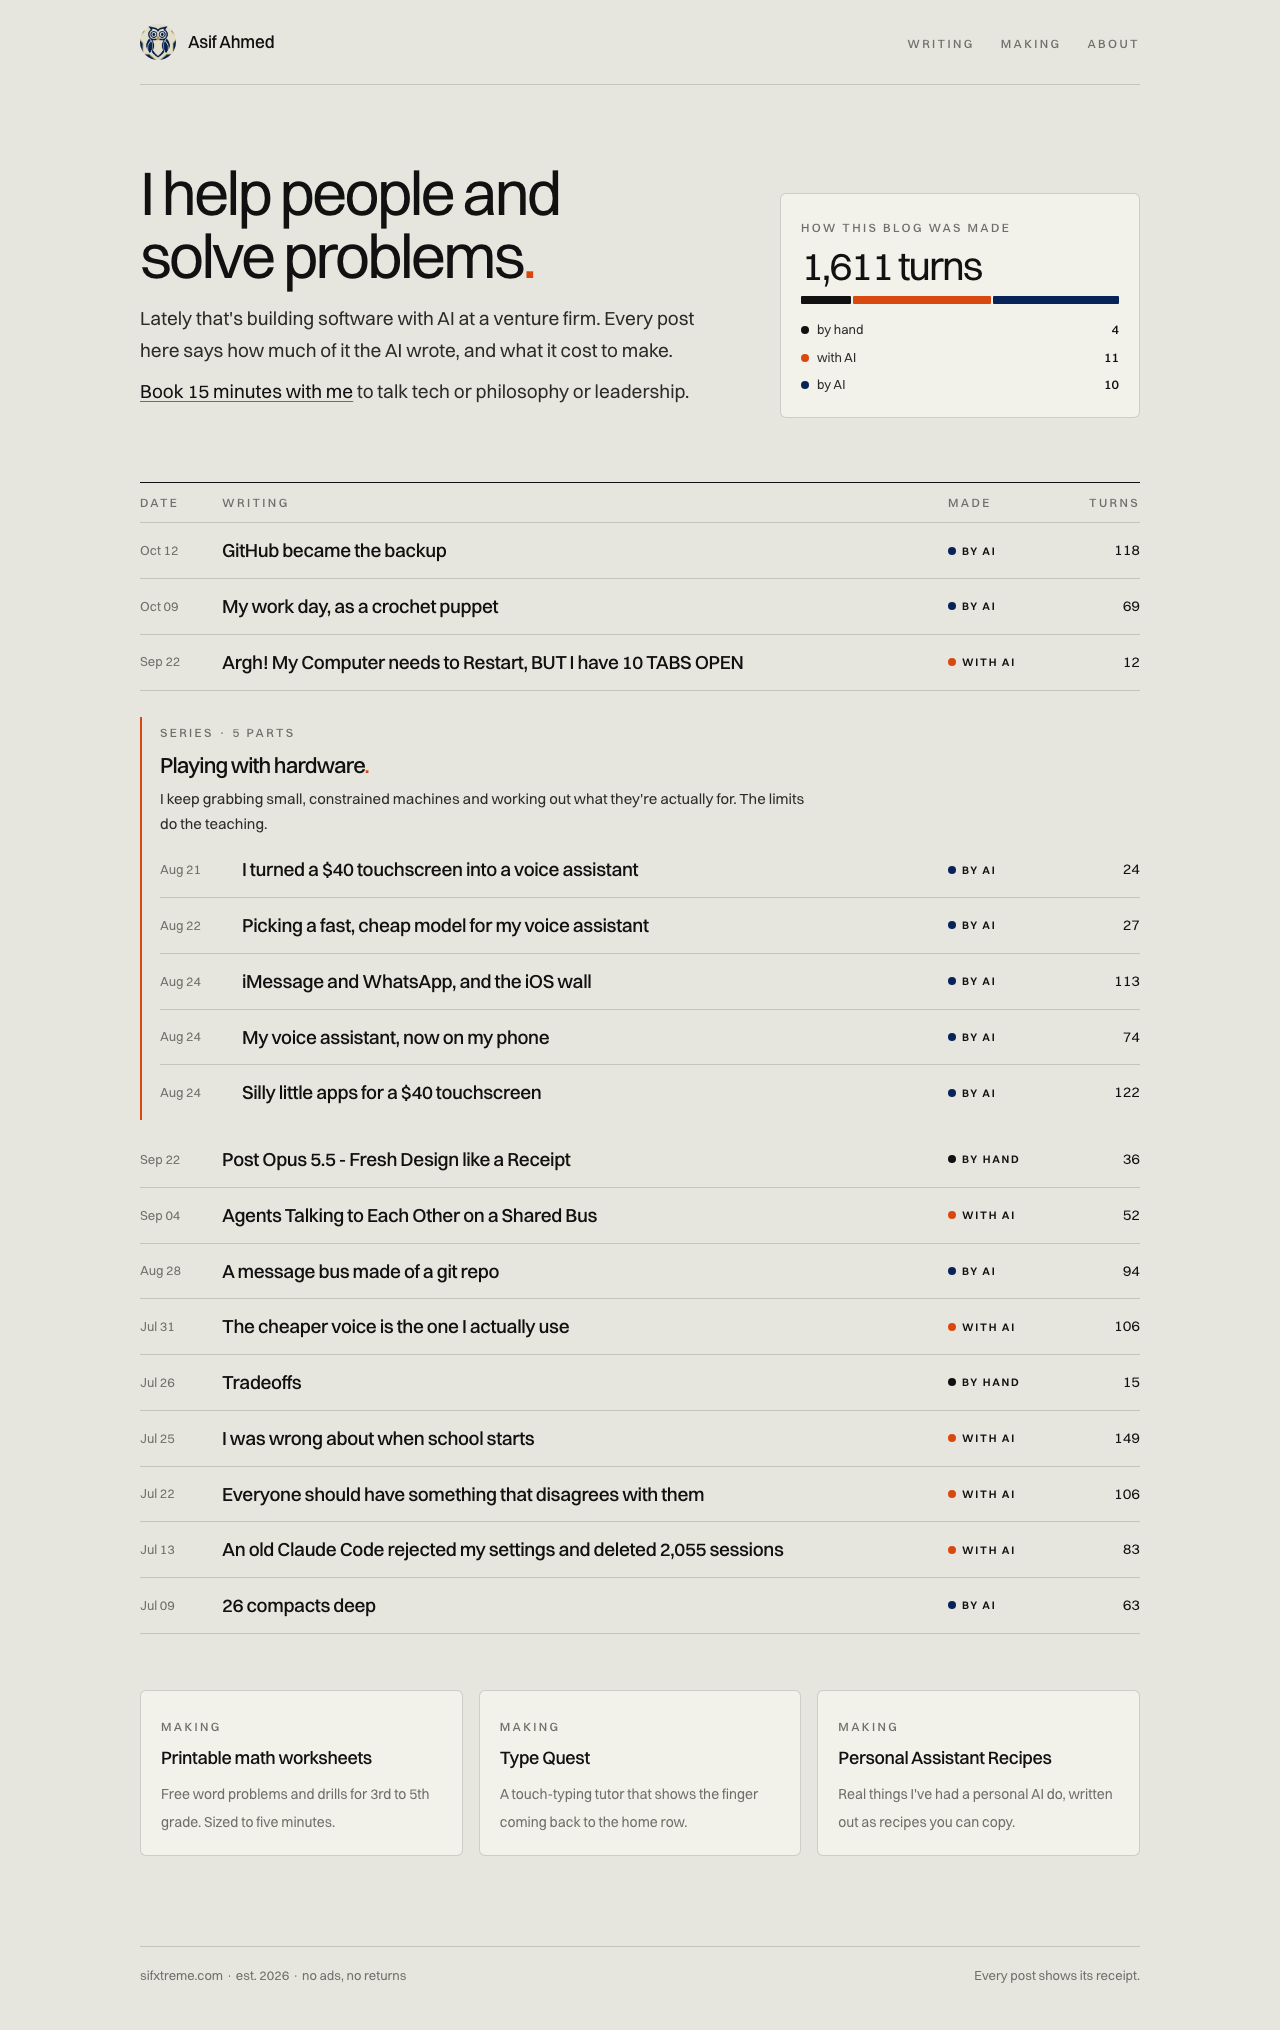 Asif Ahmed
WRITING MAKING ABOUT
I help people and
solve problems.
Lately that's building software with AI at a venture firm. Every post
here says how much of it the AI wrote, and what it cost to make.
Book 15 minutes with me to talk tech or philosophy or leadership.
HOW THIS BLOG WAS MADE
1,611 turns
by hand 4
with AI 11
by AI 10
DATE WRITING MADE TURNS
Oct 12 GitHub became the backup BY AI 118
Oct 09 My work day, as a crochet puppet BY AI 69
Sep 22 Argh! My Computer needs to Restart, BUT I have 10 TABS OPEN WITH AI 12
SERIES · 5 PARTS
Playing with hardware.
I keep grabbing small, constrained machines and working out what they're actually for. The limits
do the teaching.
Aug 21 I turned a $40 touchscreen into a voice assistant BY AI 24
Aug 22 Picking a fast, cheap model for my voice assistant BY AI 27
Aug 24 iMessage and WhatsApp, and the iOS wall BY AI 113
Aug 24 My voice assistant, now on my phone BY AI 74
Aug 24 Silly little apps for a $40 touchscreen BY AI 122
Sep 22 Post Opus 5.5 - Fresh Design like a Receipt BY HAND 36
Sep 04 Agents Talking to Each Other on a Shared Bus WITH AI 52
Aug 28 A message bus made of a git repo BY AI 94
Jul 31 The cheaper voice is the one I actually use WITH AI 106
Jul 26 Tradeoffs BY HAND 15
Jul 25 I was wrong about when school starts WITH AI 149
Jul 22 Everyone should have something that disagrees with them WITH AI 106
Jul 13 An old Claude Code rejected my settings and deleted 2,055 sessions WITH AI 83
Jul 09 26 compacts deep BY AI 63
MAKING
Printable math worksheets
Free word problems and drills for 3rd to 5th
grade. Sized to five minutes.
MAKING
Type Quest
A touch-typing tutor that shows the finger
coming back to the home row.
MAKING
Personal Assistant Recipes
Real things I've had a personal AI do, written
out as recipes you can copy.
sifxtreme.com · est. 2026 · no ads, no returns
Every post shows its receipt.